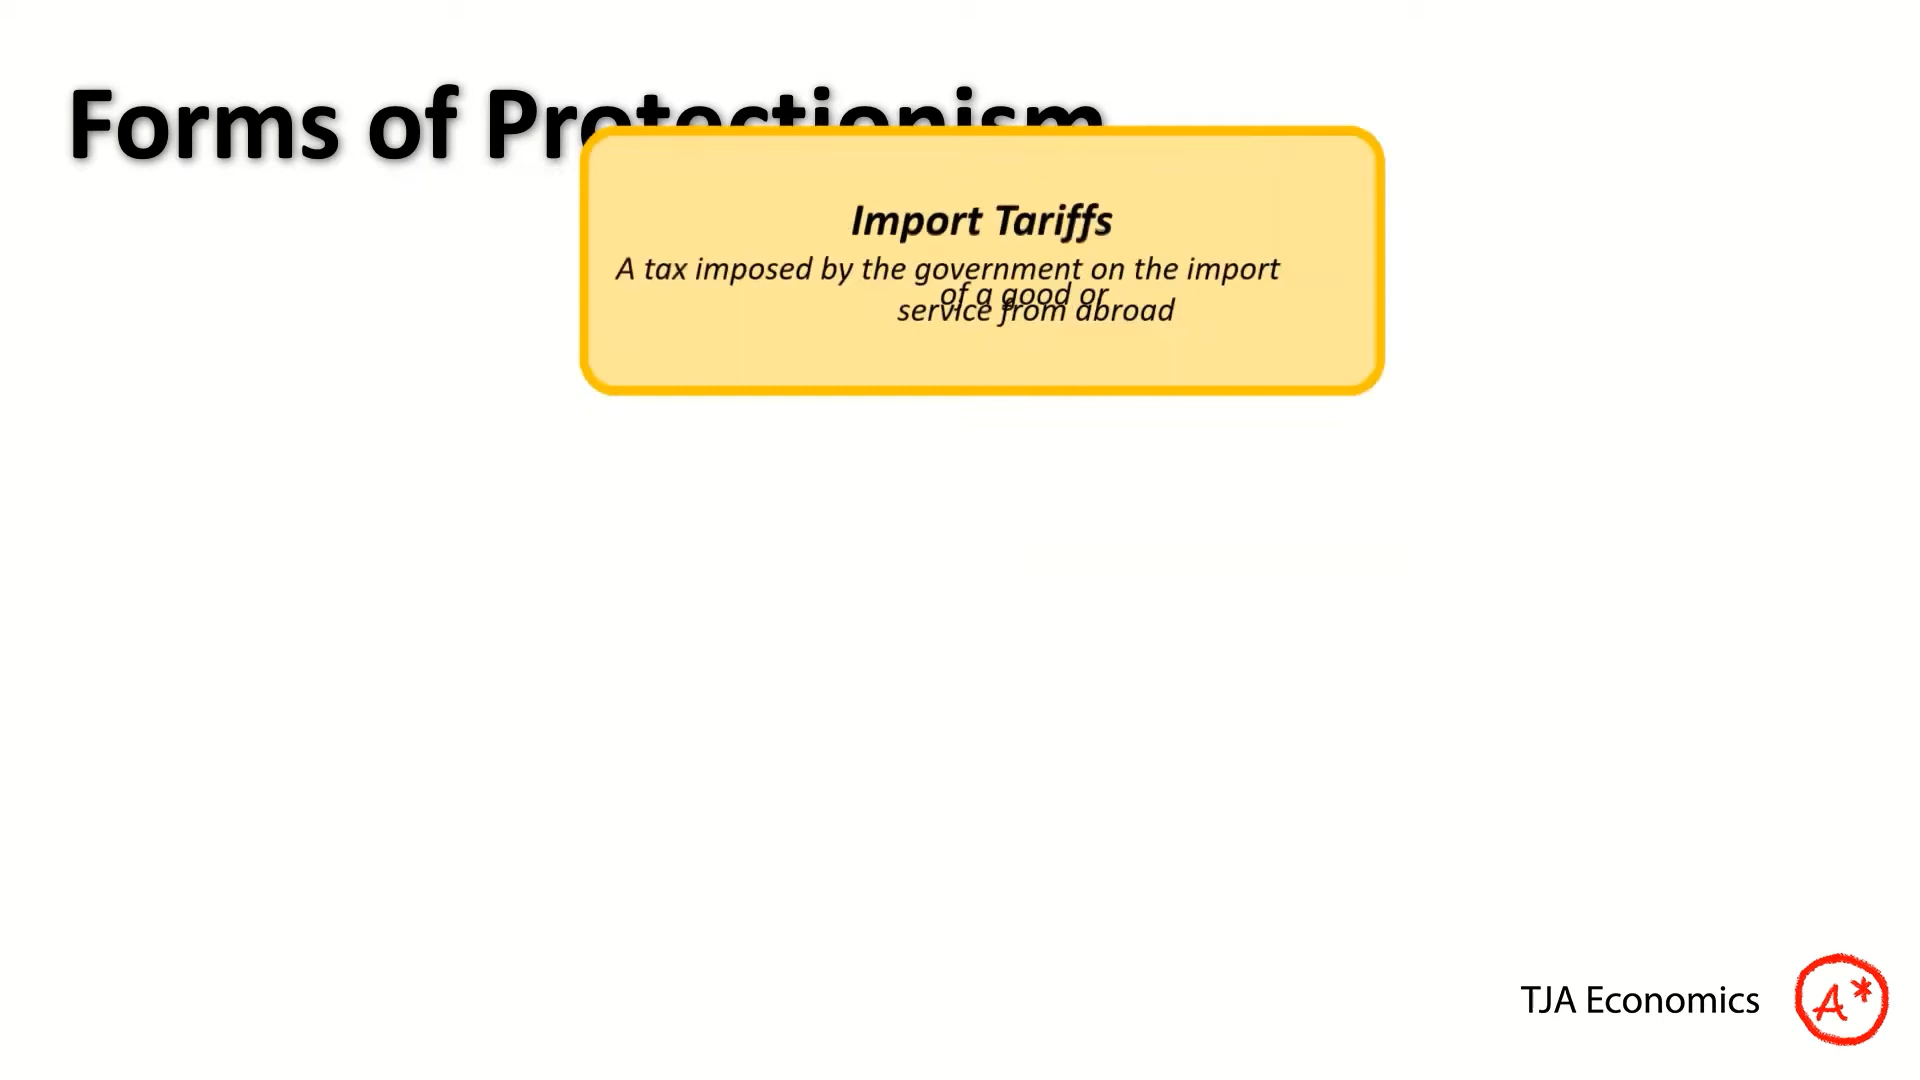 Forms of Protectionism
Import Tariffs
A tax imposed by the government on the import
of a good or
service from abroad
TJA Economics
A*